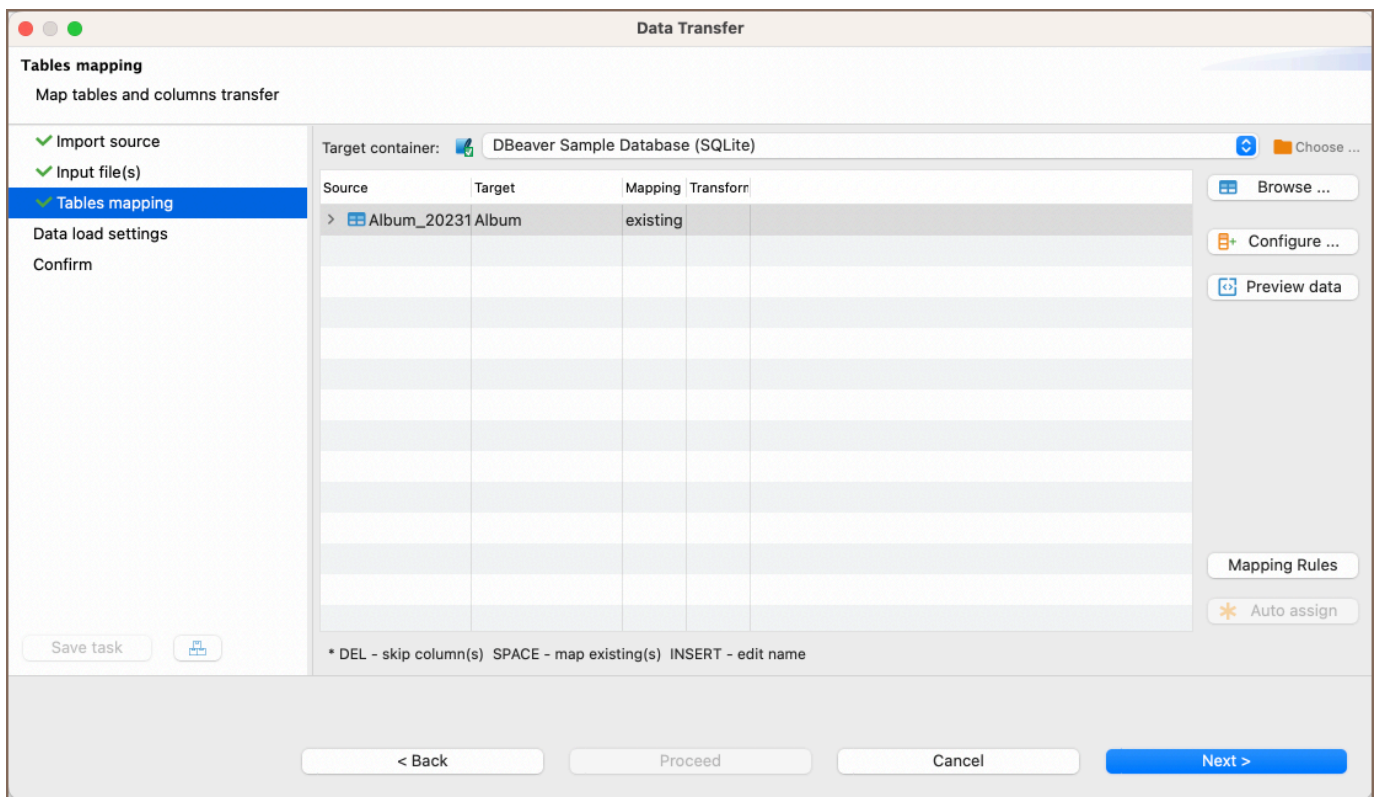 Data Transfer
Tables mapping
Map tables and columns transfer
Import source
Input file(s)
Tables mapping
Data load settings
Confirm
Save task
Target container: DBeaver Sample Database (SQLite) Choose ...
Source Target Mapping Transforn
Album_20231 Album existing
Browse ...
Configure ...
Preview data
Mapping Rules
Auto assign
* DEL - skip column(s) SPACE - map existing(s) INSERT - edit name
< Back Proceed Cancel Next >